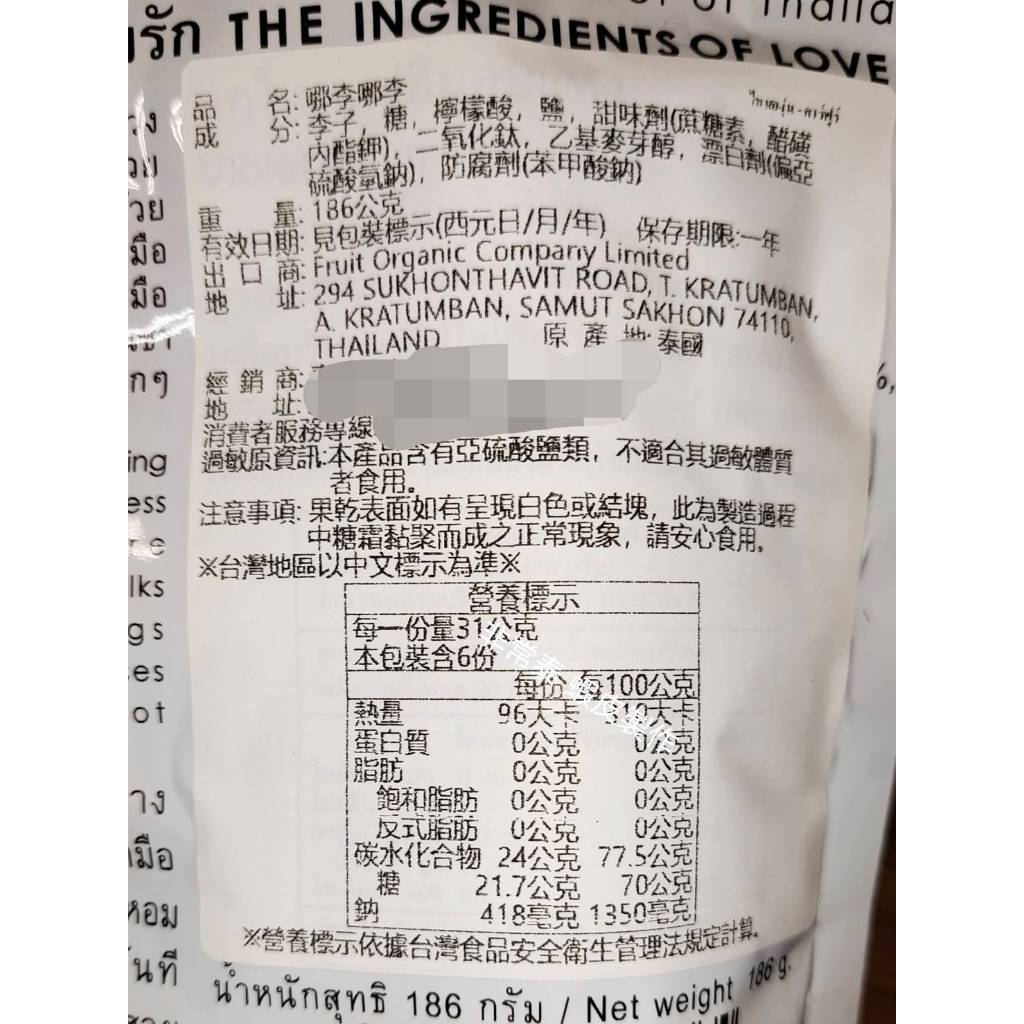 THE INGREDIENTS OF LOVE
品 名: 哪李哪李
成 分: 李子, 糖, 檸檬酸, 鹽, 甜味劑(蔗糖素, 醋磺
內酯鉀), 二氧化鈦, 乙基麥芽醇, 漂白劑(偏亞
硫酸氫鈉), 防腐劑(苯甲酸鈉)
重 量: 186公克
有效日期: 見包裝標示(西元日/月/年) 保存期限:一年
出 口 商: Fruit Organic Company Limited
地 址: 294 SUKHONTHAVIT ROAD, T. KRATUMBAN,
A. KRATUMBAN, SAMUT SAKHON 74110,
THAILAND 原 產 地: 泰國
經 銷 商:
地 址:
消費者服務專線
過敏原資訊:本產品含有亞硫酸鹽類, 不適合其過敏體質
者食用。
注意事項: 果乾表面如有呈現白色或結塊, 此為製造過程
中糖霜黏聚而成之正常現象, 請安心食用。
※台灣地區以中文標示為準※
營養標示
每一份量31公克
本包裝含6份
每份 每100公克
熱量 96大卡 310大卡
蛋白質 0公克 0公克
脂肪 0公克 0公克
飽和脂肪 0公克 0公克
反式脂肪 0公克 0公克
碳水化合物 24公克 77.5公克
糖 21.7公克 70公克
鈉 418毫克 1350毫克
※營養標示依據台灣食品安全衛生管理法規定計算。
น้ำหนักสุทธิ 186 กรัม / Net weight 186 g.